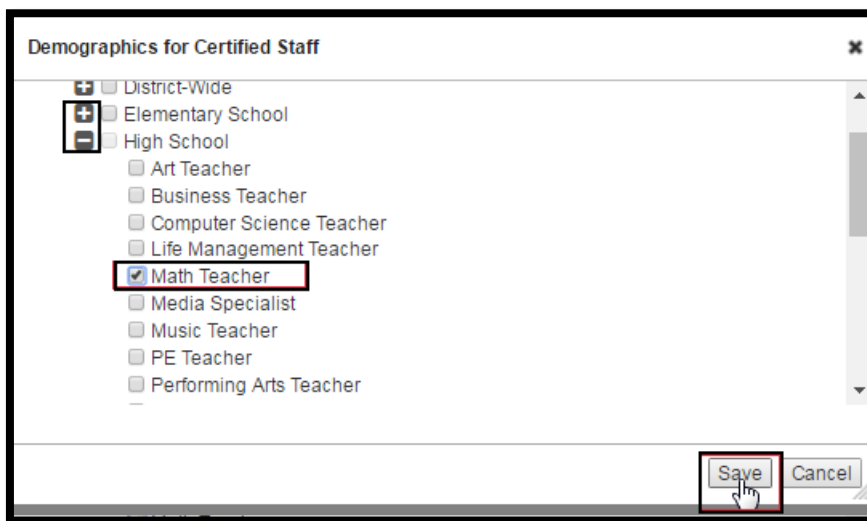 Demographics for Certified Staff
District-Wide
Elementary School
High School
Art Teacher
Business Teacher
Computer Science Teacher
Life Management Teacher
Math Teacher
Media Specialist
Music Teacher
PE Teacher
Performing Arts Teacher
Save Cancel